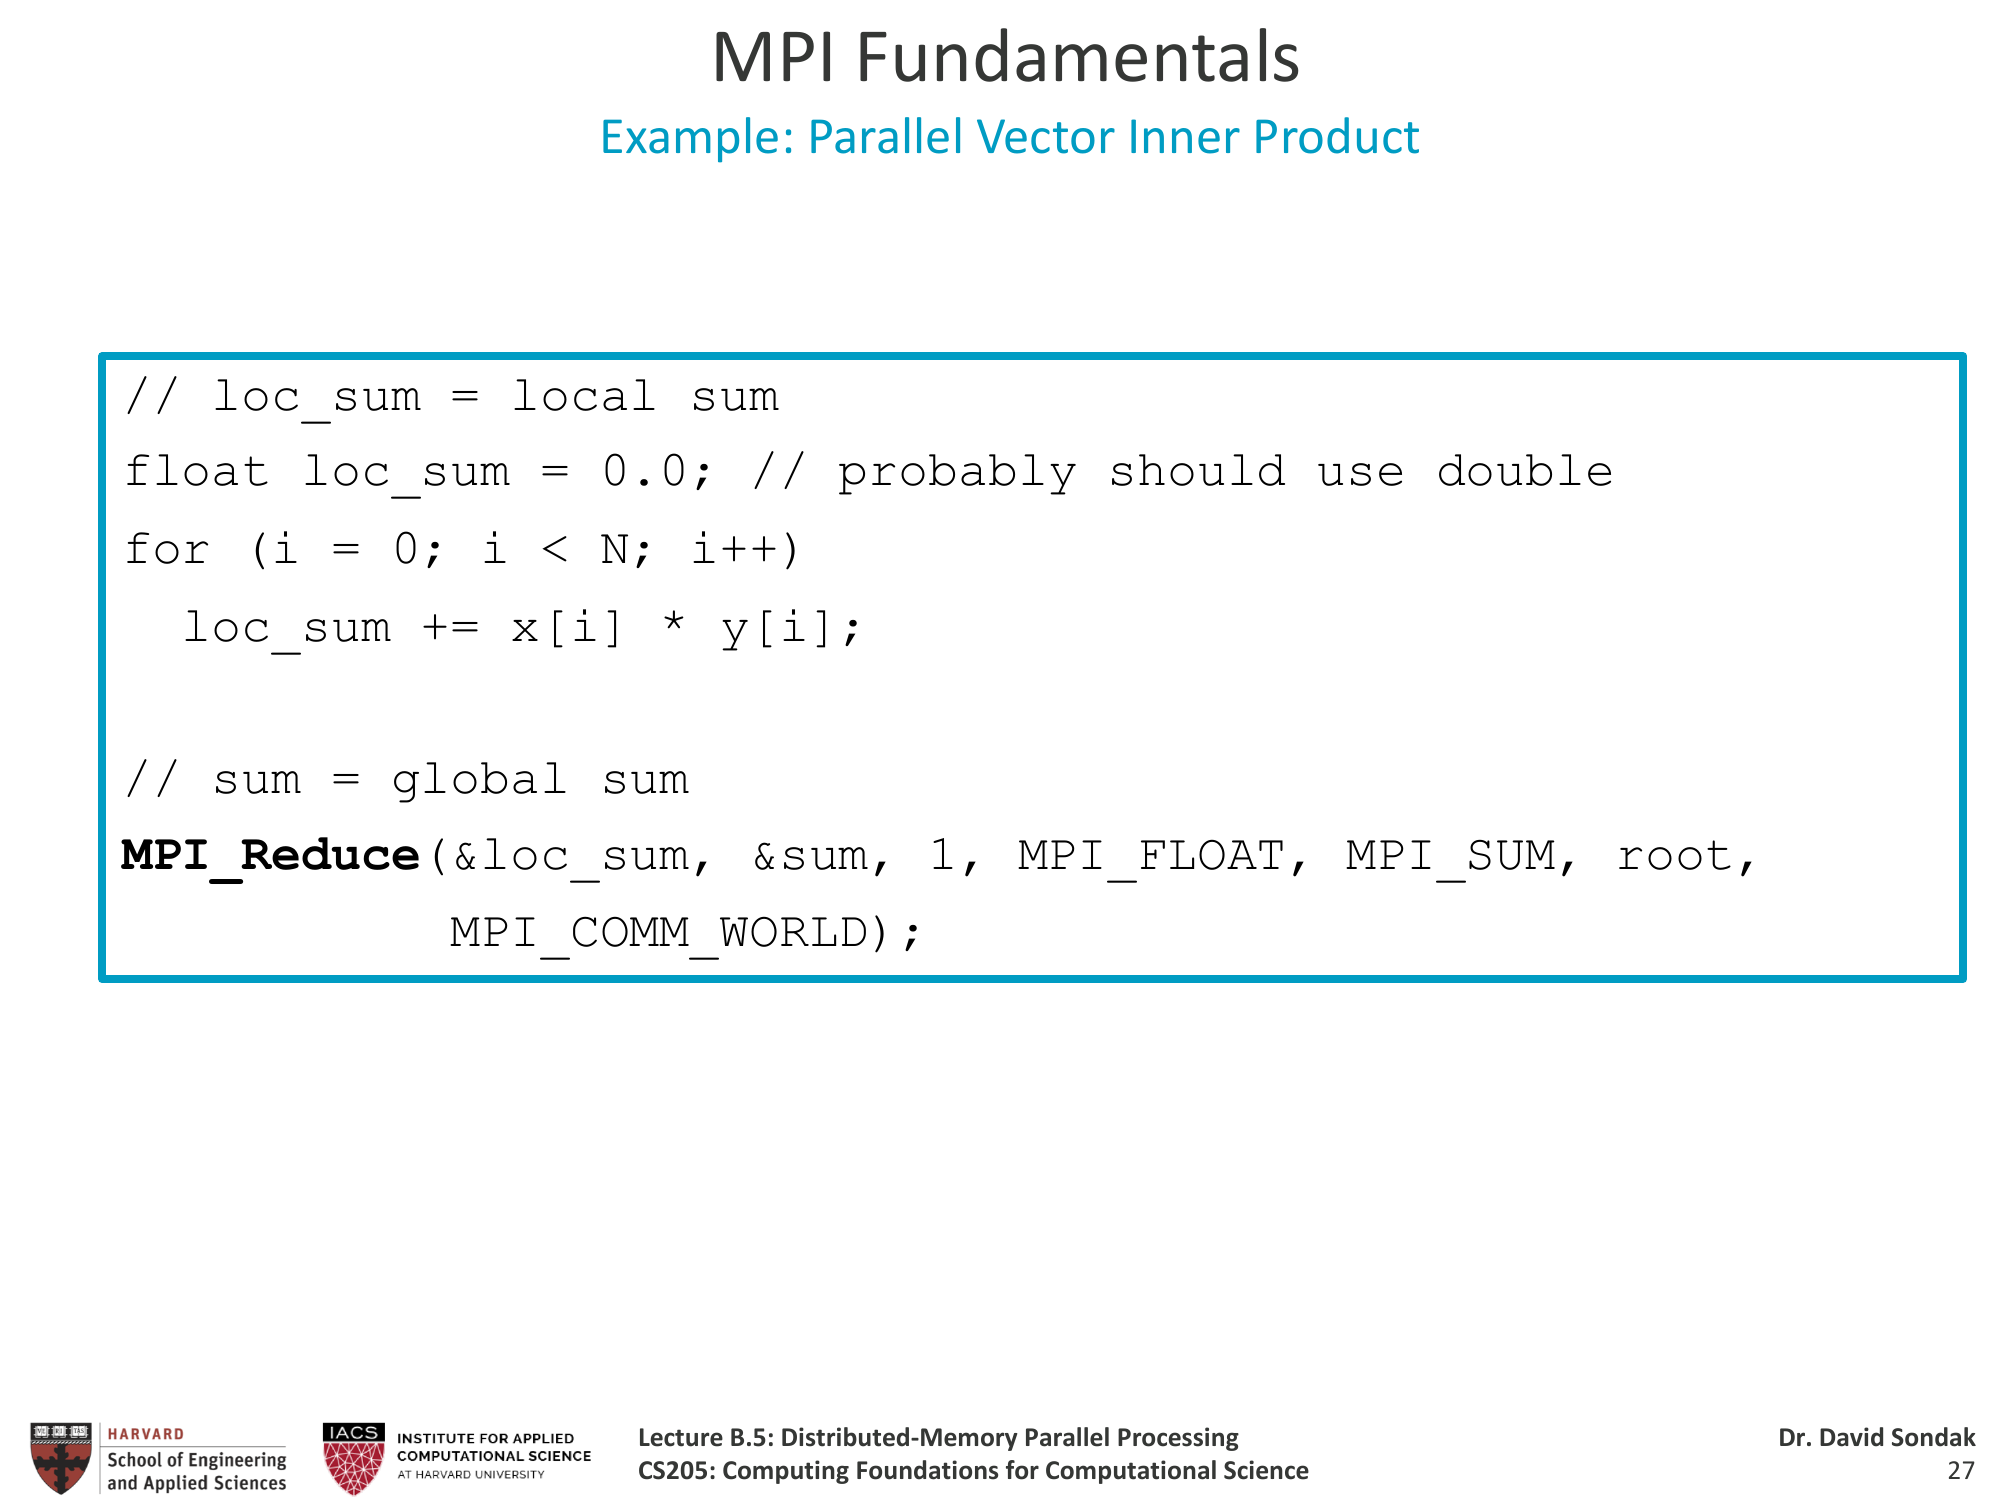 MPI Fundamentals
Example: Parallel Vector Inner Product
// loc_sum = local sum
float loc_sum = 0.0; // probably should use double
for (i = 0; i < N; i++)
  loc_sum += x[i] * y[i];
// sum = global sum
MPI_Reduce(&loc_sum, &sum, 1, MPI_FLOAT, MPI_SUM, root,
           MPI_COMM_WORLD);
HARVARD
School of Engineering
and Applied Sciences
IACS
INSTITUTE FOR APPLIED
COMPUTATIONAL SCIENCE
AT HARVARD UNIVERSITY
Lecture B.5: Distributed-Memory Parallel Processing
CS205: Computing Foundations for Computational Science
Dr. David Sondak
27